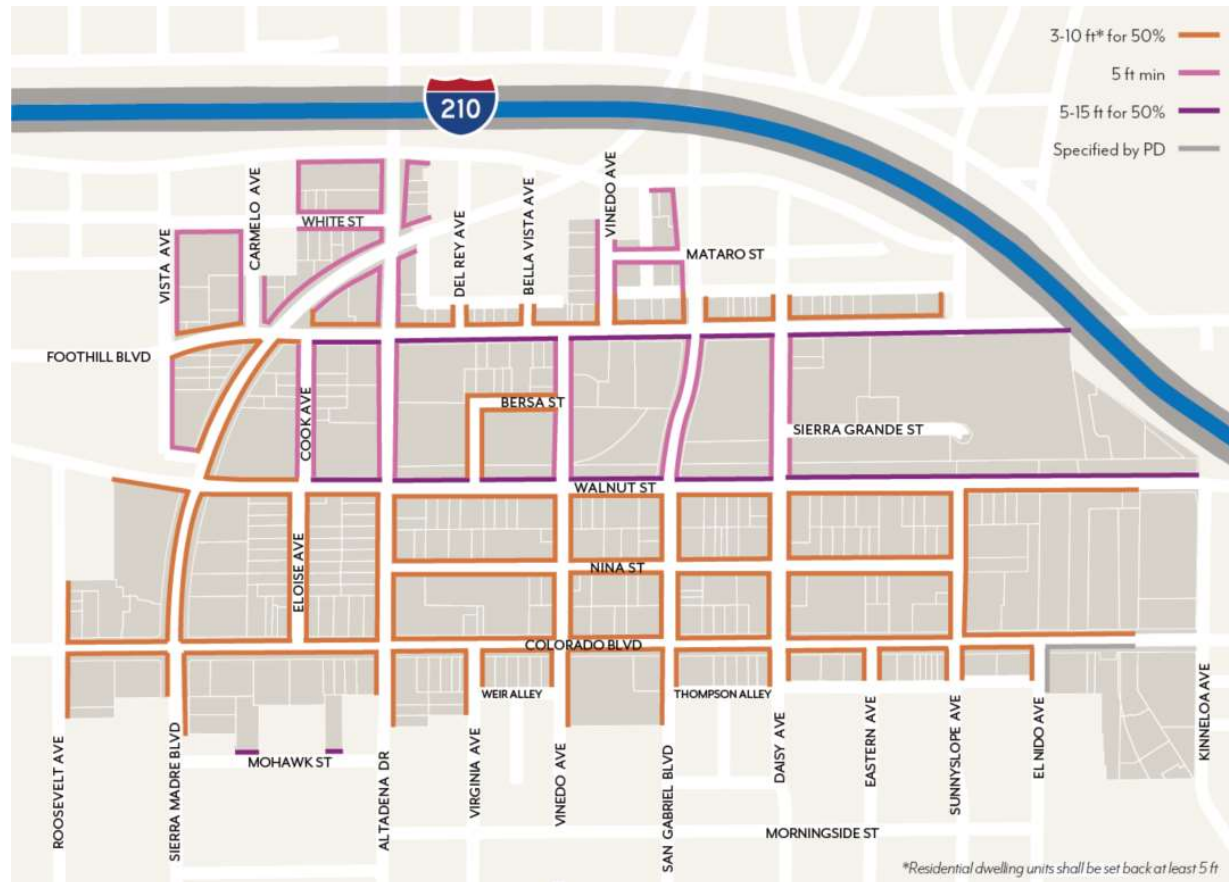 3-10 ft* for 50%
5 ft min
5-15 ft for 50%
Specified by PD
210
CARMELO AVE
WHITE ST
VISTA AVE
DEL REY AVE
BELLA VISTA AVE
VINEDO AVE
MATARO ST
FOOTHILL BLVD
COOK AVE
BERSA ST
SIERRA GRANDE ST
WALNUT ST
ELOISE AVE
NINA ST
COLORADO BLVD
WEIR ALLEY
THOMPSON ALLEY
MOHAWK ST
ROOSEVELT AVE
SIERRA MADRE BLVD
ALTADENA DR
VIRGINIA AVE
VINEDO AVE
SAN GABRIEL BLVD
DAISY AVE
EASTERN AVE
SUNNYSLOPE AVE
EL NIDO AVE
KINNELOA AVE
MORNINGSIDE ST
*Residential dwelling units shall be set back at least 5 ft